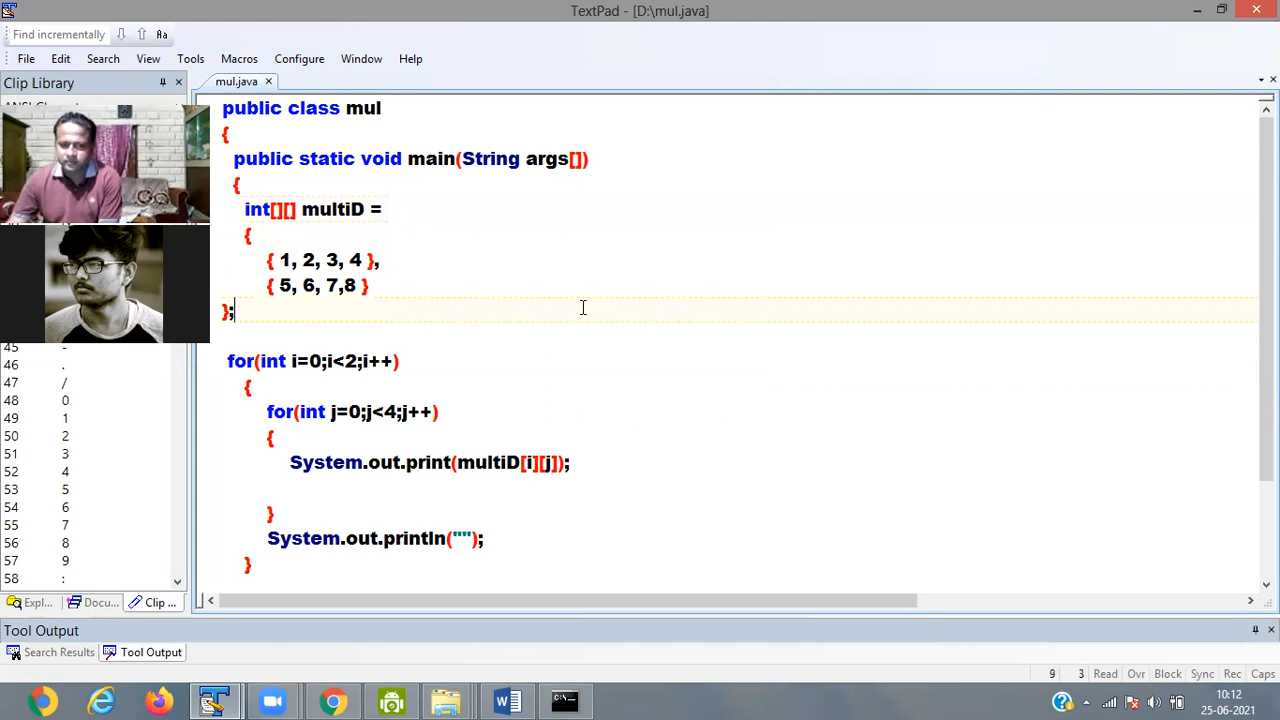 TextPad - [D:\mul.java]
Find incrementally
Aa
File Edit Search View Tools Macros Configure Window Help
Clip Library
mul.java
public class mul
{
public static void main(String args[])
{
int[][] multiD =
{
{ 1, 2, 3, 4 },
{ 5, 6, 7,8 }
};
for(int i=0;i<2;i++)
{
for(int j=0;j<4;j++)
{
System.out.print(multiD[i][j]);
}
System.out.println("");
}
45 -
46 .
47 /
48 0
49 1
50 2
51 3
52 4
53 5
54 6
55 7
56 8
57 9
58 :
Expl... Docu... Clip ...
Tool Output
Search Results Tool Output
9 3 Read Ovr Block Sync Rec Caps
10:12
25-06-2021